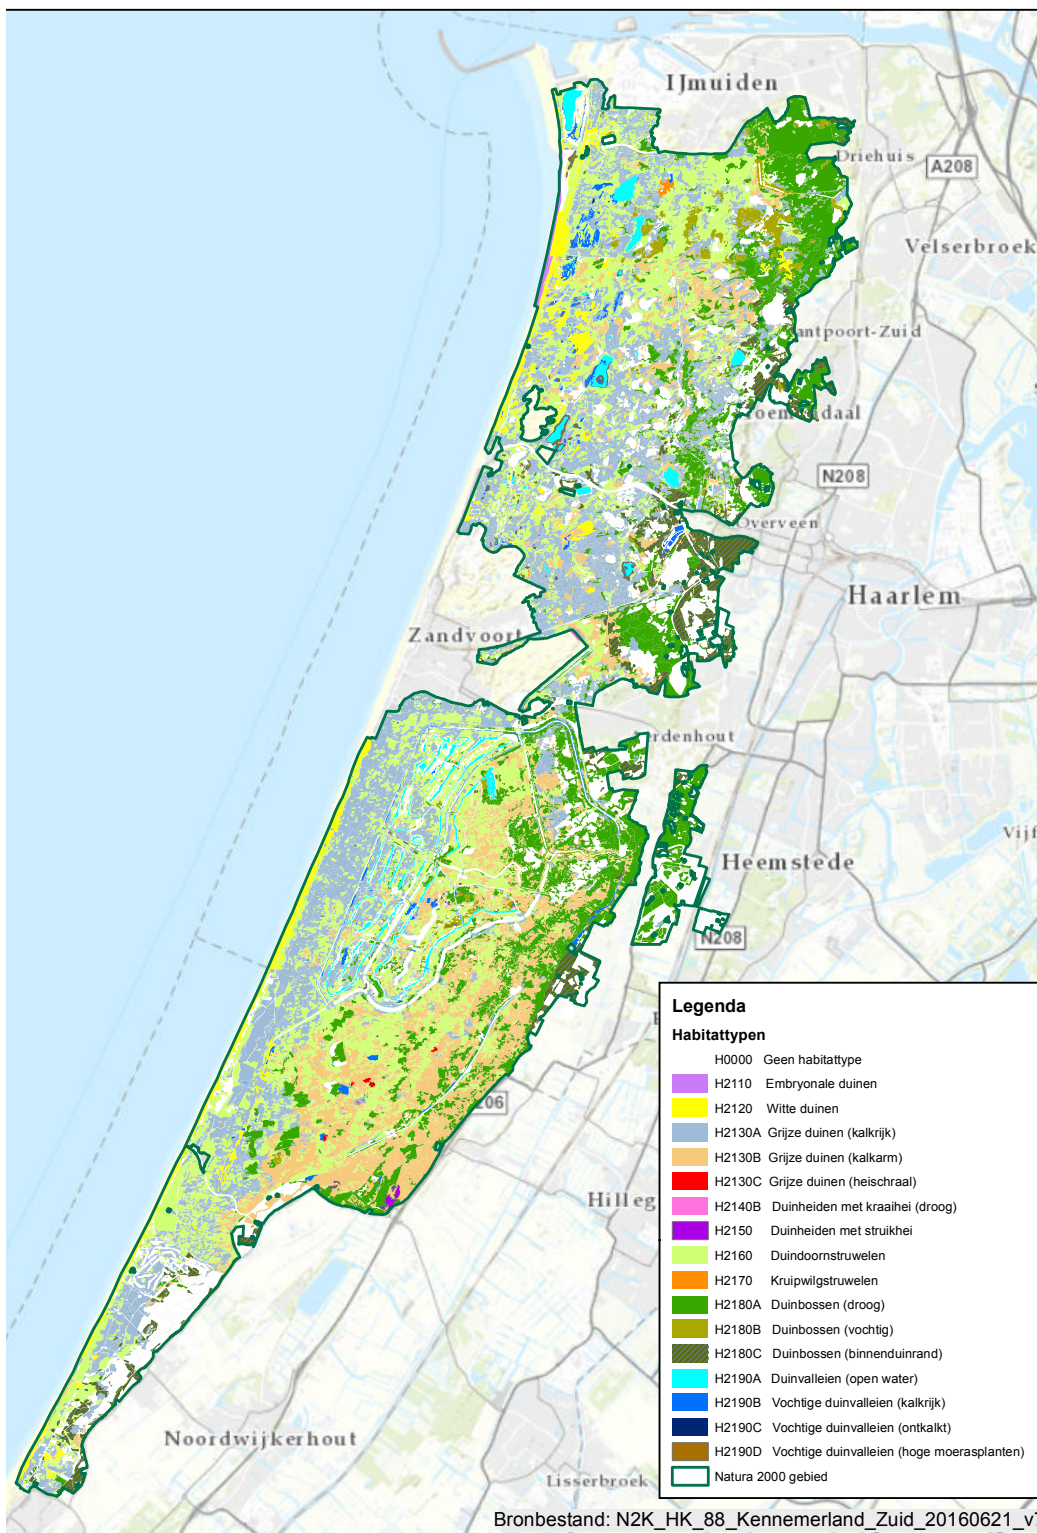 IJmuiden
Driehuis
A208
Velserbroek
antpoort-Zuid
oemendaal
N208
Overveen
Haarlem
Zandvoort
rdenhout
Vijf
Heemstede
N208
206
Hilleg
Noordwijkerhout
Lisserbroek
Legenda
Habitattypen
H0000 Geen habitattype
H2110 Embryonale duinen
H2120 Witte duinen
H2130A Grijze duinen (kalkrijk)
H2130B Grijze duinen (kalkarm)
H2130C Grijze duinen (heischraal)
H2140B Duinheiden met kraaihei (droog)
H2150 Duinheiden met struikhei
H2160 Duindoornstruwelen
H2170 Kruipwilgstruwelen
H2180A Duinbossen (droog)
H2180B Duinbossen (vochtig)
H2180C Duinbossen (binnenduinrand)
H2190A Duinvalleien (open water)
H2190B Vochtige duinvalleien (kalkrijk)
H2190C Vochtige duinvalleien (ontkalkt)
H2190D Vochtige duinvalleien (hoge moerasplanten)
Natura 2000 gebied
Bronbestand: N2K_HK_88_Kennemerland_Zuid_20160621_v7